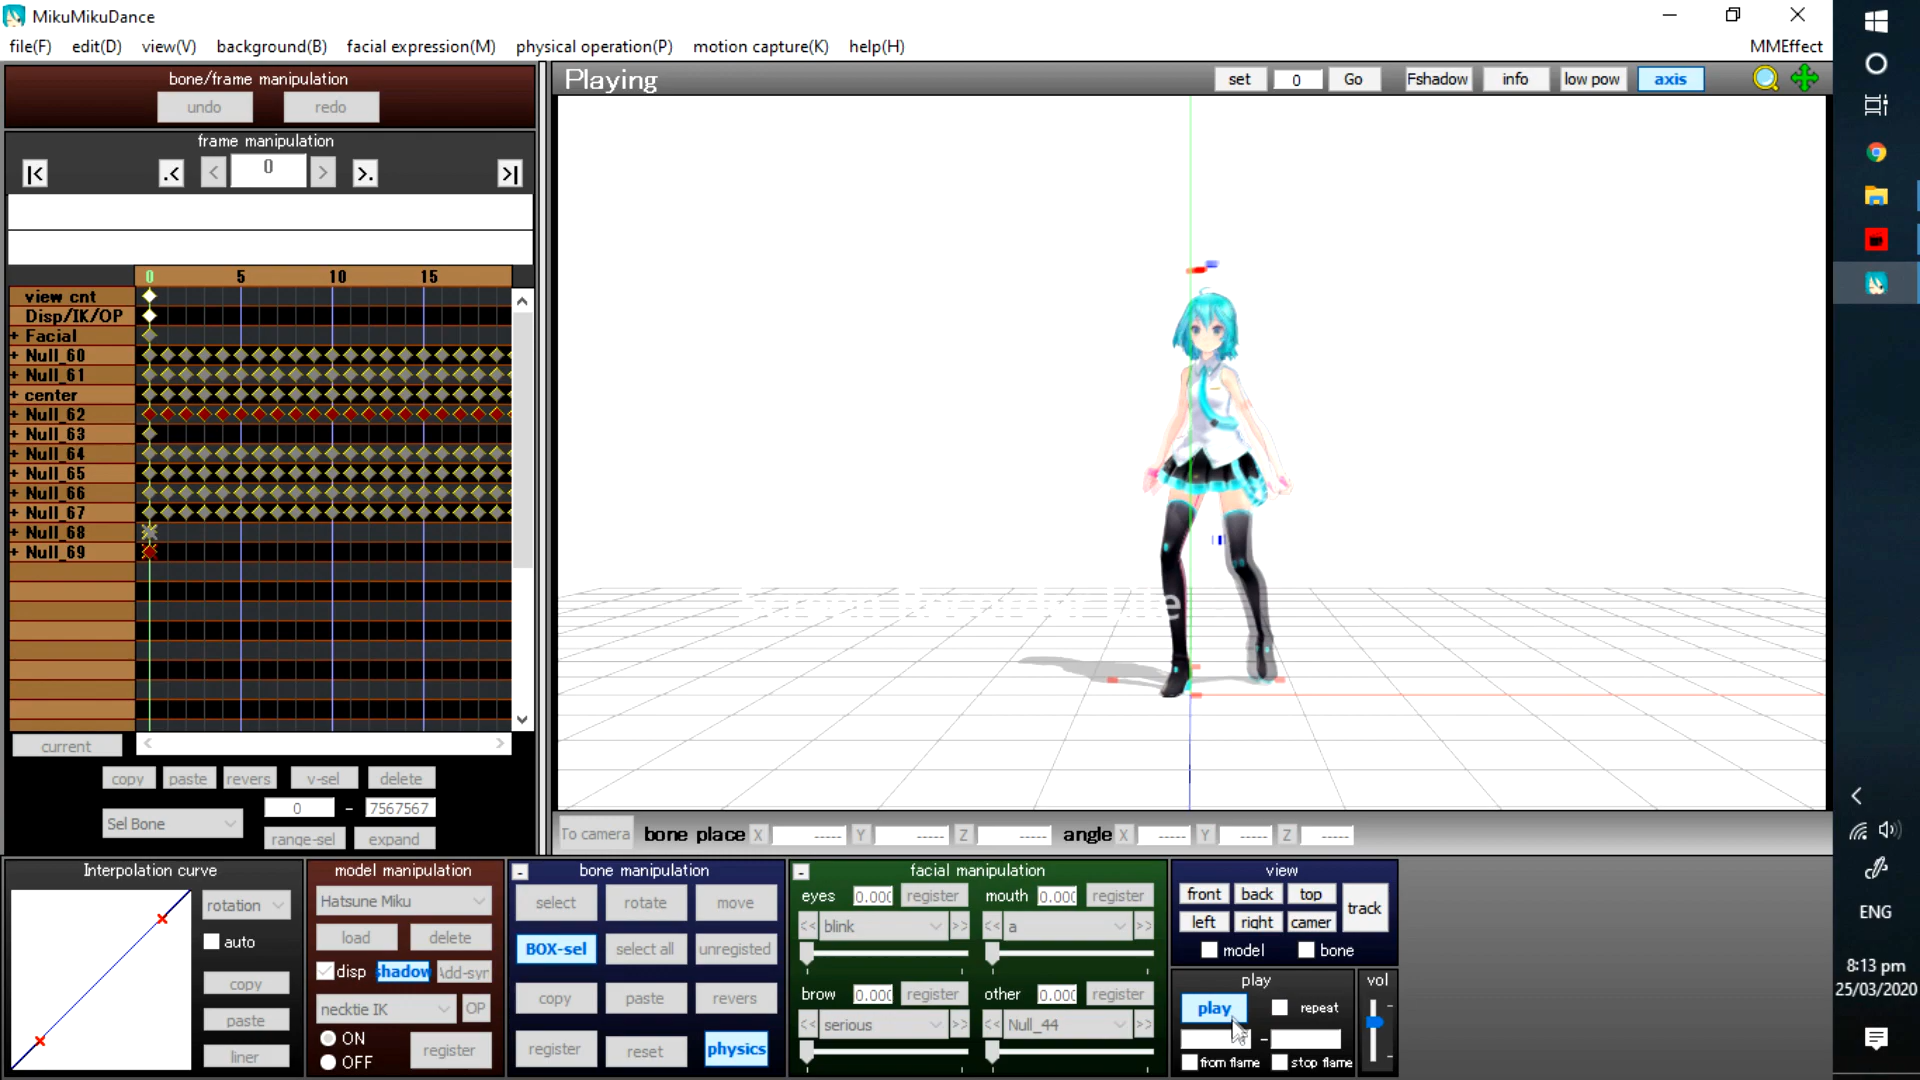 MikuMikuDance
file(F) edit(D) view(V) background(B) facial expression(M) physical operation(P) motion capture(K) help(H) MMEffect
bone/frame manipulation
undo redo
frame manipulation
|< .< < 0 > >. >|
Playing set 0 Go Fshadow info low pow axis
0 5 10 15
view cnt
Disp/IK/OP
+ Facial
+ Null_60
+ Null_61
+ center
+ Null_62
+ Null_63
+ Null_64
+ Null_65
+ Null_66
+ Null_67
+ Null_68
+ Null_69
Screen Recorder Lite
current
copy paste revers v-sel delete
Sel Bone 0 - 7567567
range-sel expand
To camera bone place X ----- Y ----- Z ----- angle X ----- Y ----- Z -----
Interpolation curve
rotation
auto
copy
paste
liner
model manipulation
Hatsune Miku
load delete
disp shadow Add-syn
necktie IK OP
ON
OFF
register
- bone manipulation
select rotate move
BOX-sel select all unregisted
copy paste revers
register reset physics
- facial manipulation
eyes 0.000 register mouth 0.000 register
<< blink >> << a >>
brow 0.000 register other 0.000 register
<< serious >> << Null_44 >>
view
front back top
track
left right camer
model bone
play
play repeat
-
from flame stop flame
vol
ENG
8:13 pm
25/03/2020